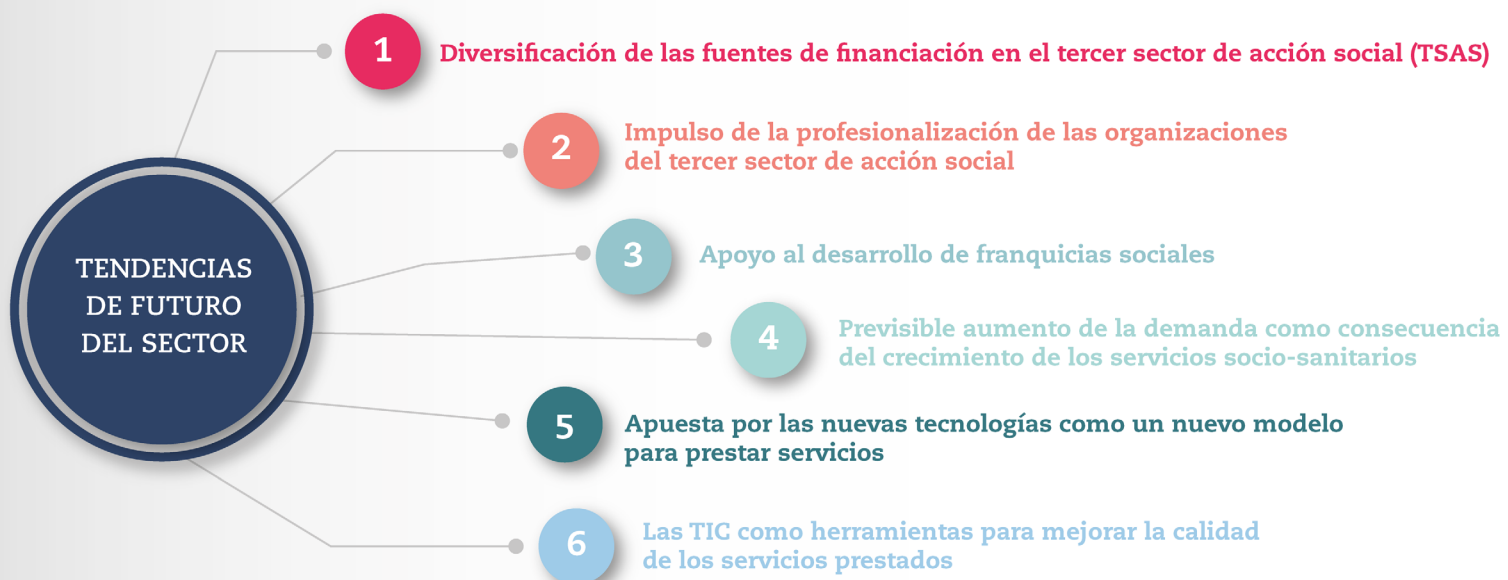 TENDENCIAS
DE FUTURO
DEL SECTOR
1
Diversificación de las fuentes de financiación en el tercer sector de acción social (TSAS)
2
Impulso de la profesionalización de las organizaciones
del tercer sector de acción social
3
Apoyo al desarrollo de franquicias sociales
4
Previsible aumento de la demanda como consecuencia
del crecimiento de los servicios socio-sanitarios
5
Apuesta por las nuevas tecnologías como un nuevo modelo
para prestar servicios
6
Las TIC como herramientas para mejorar la calidad
de los servicios prestados